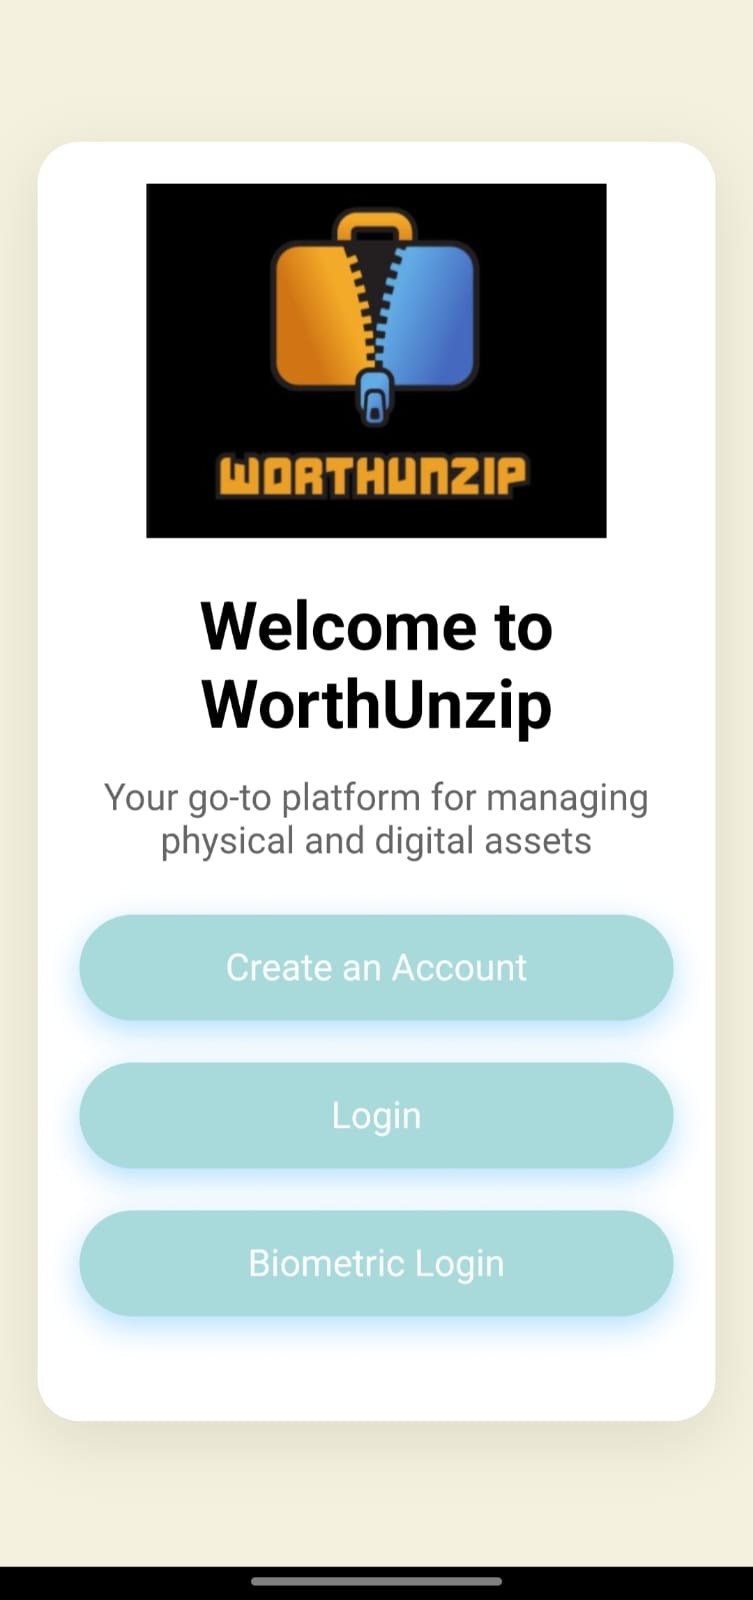 WORTHUNZIP
Welcome to
WorthUnzip
Your go-to platform for managing
physical and digital assets
Create an Account
Login
Biometric Login